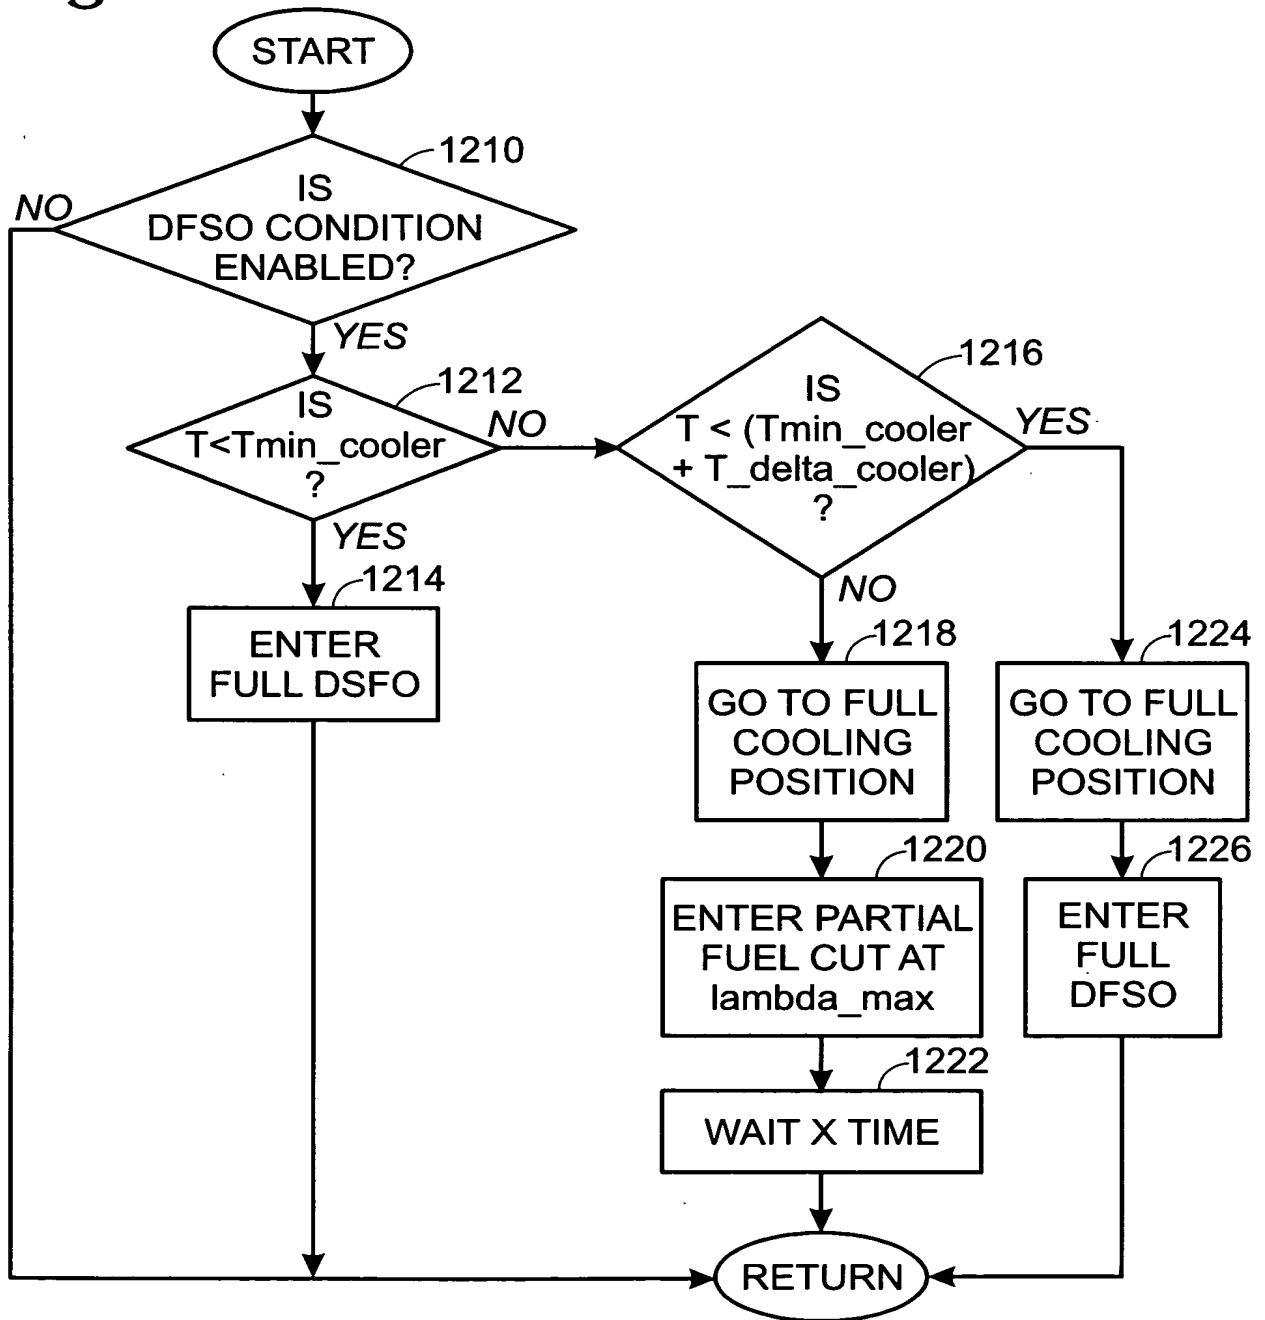 START
1210
IS
DFSO CONDITION
ENABLED?
NO
YES
1212
IS
T<Tmin_cooler
?
NO
YES
1214
ENTER
FULL DSFO
1216
IS
T < (Tmin_cooler
+ T_delta_cooler)
?
YES
NO
1218
GO TO FULL
COOLING
POSITION
1220
ENTER PARTIAL
FUEL CUT AT
lambda_max
1222
WAIT X TIME
1224
GO TO FULL
COOLING
POSITION
1226
ENTER
FULL
DFSO
RETURN